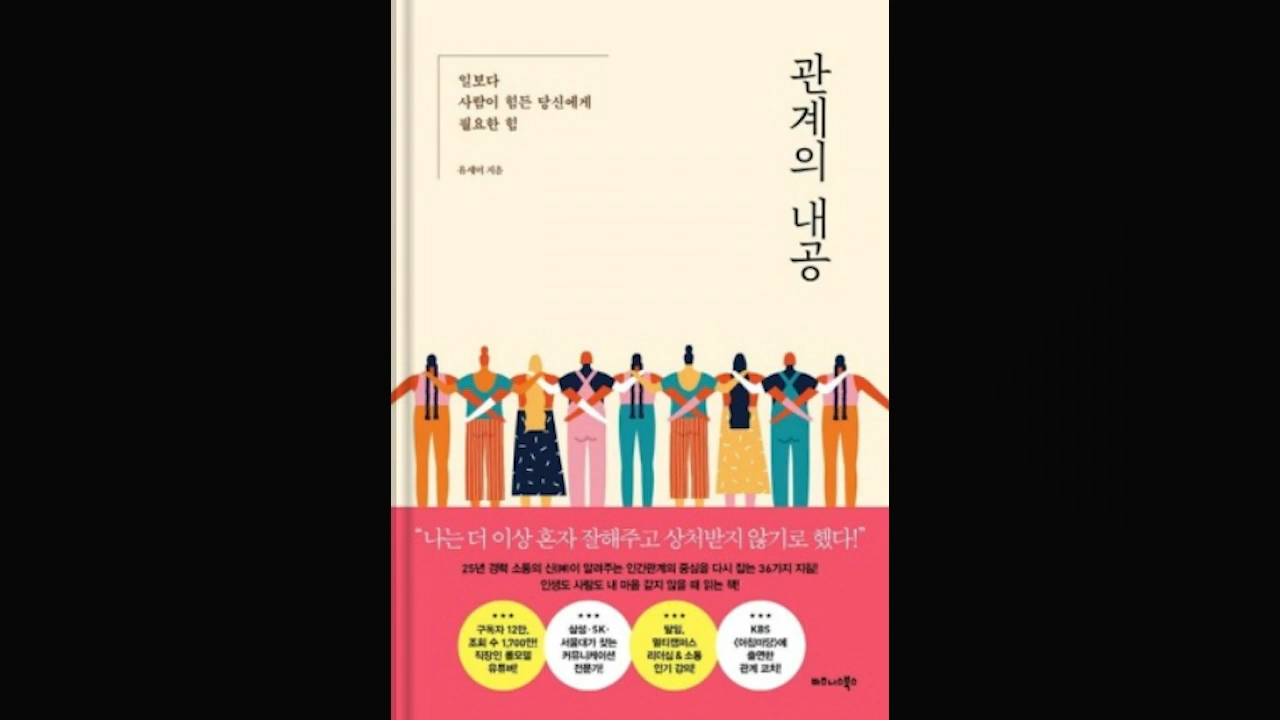 관계의 내공
일보다
사람이 힘든 당신에게
필요한 힘
유세미 지음
“나는 더 이상 혼자 잘해주고 상처받지 않기로 했다!”
25년 경력 소통의 신(神)이 알려주는 인간관계의 중심을 다시 잡는 36가지 지침!
인생도 사람도 내 마음 같지 않을 때 읽는 책!
구독자 12만,
조회 수 1,700만!
직장인 롤모델
유튜버!
삼성·SK·
서울대가 찾는
커뮤니케이션
전문가!
멀티캠퍼스
리더십 & 소통
인기 강의!
KBS
〈아침마당〉에
출연한
관계 코치!
비즈니스북스